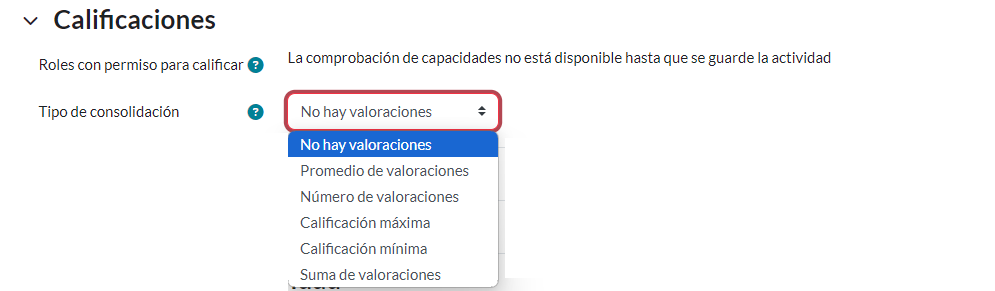 Calificaciones
Roles con permiso para calificar ?
La comprobación de capacidades no está disponible hasta que se guarde la actividad
Tipo de consolidación ?
No hay valoraciones
No hay valoraciones
Promedio de valoraciones
Número de valoraciones
Calificación máxima
Calificación mínima
Suma de valoraciones